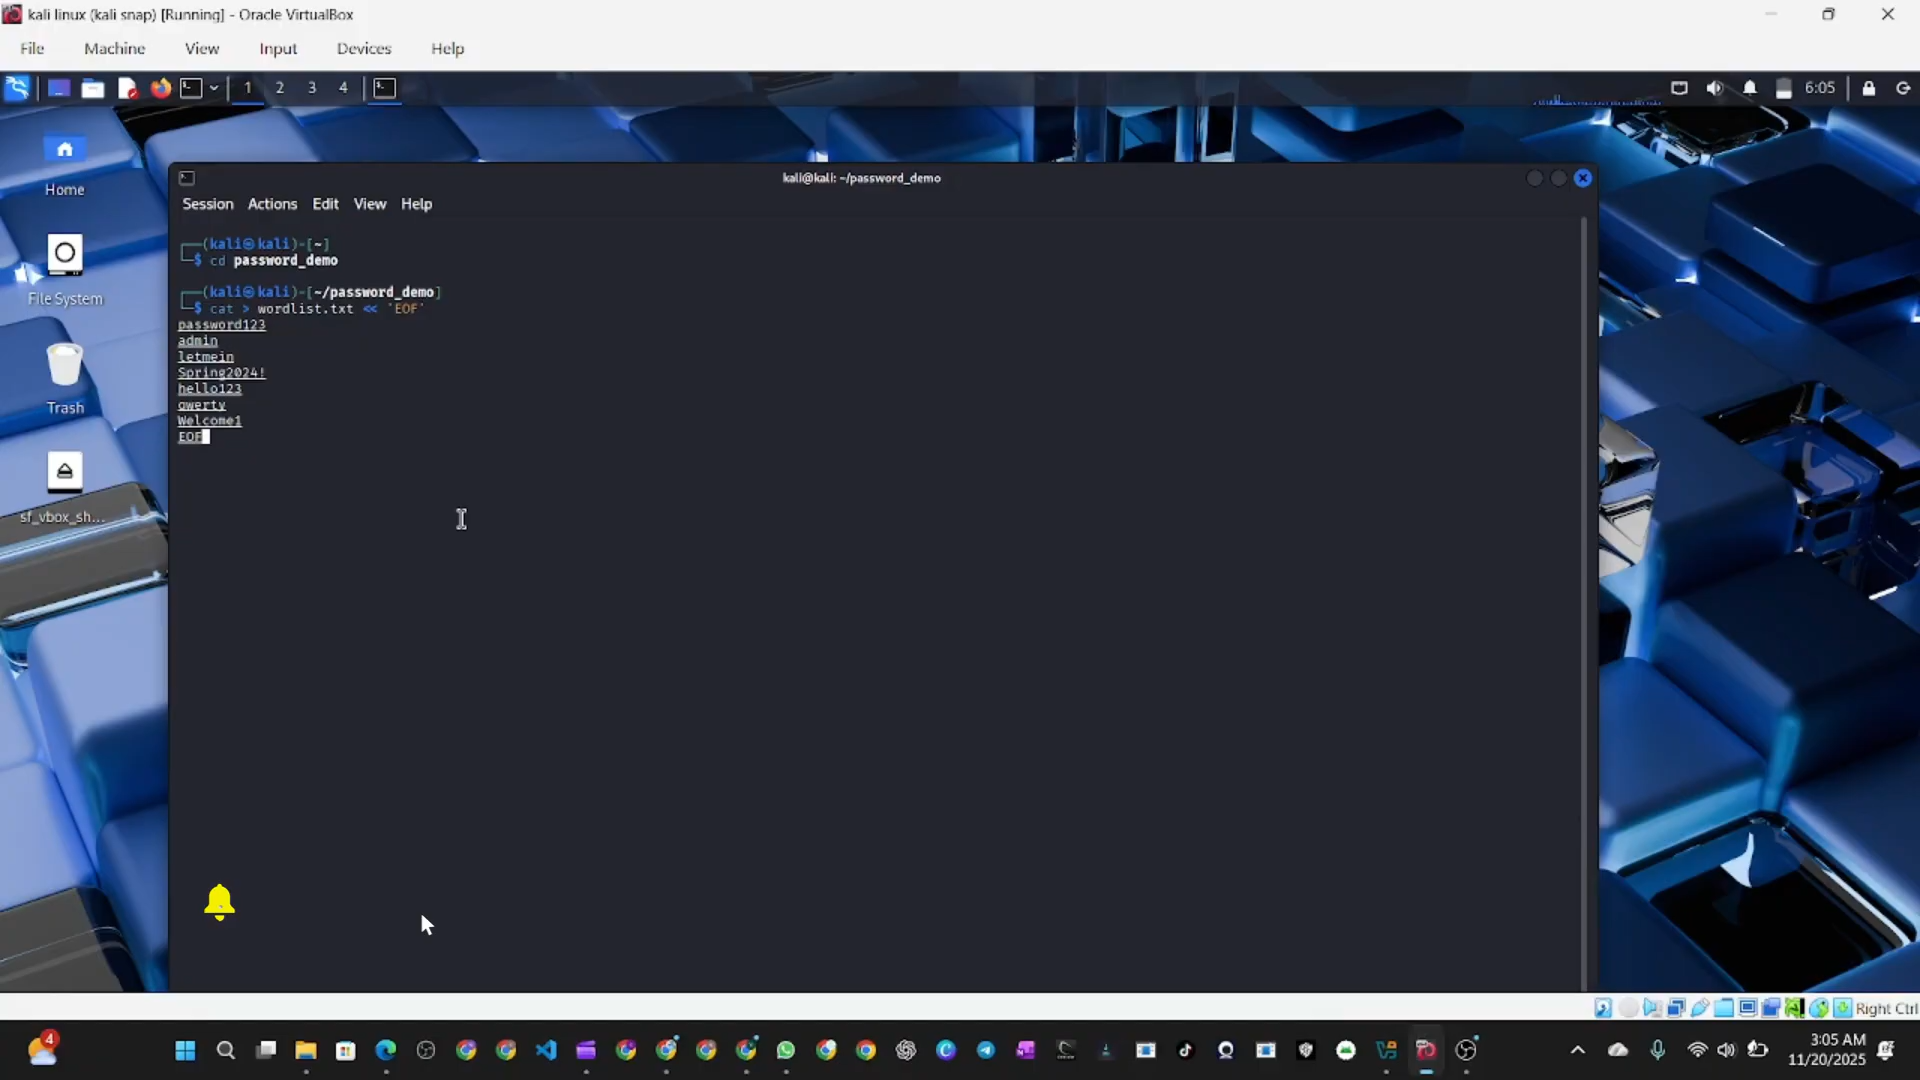 kali linux (kali snap) [Running] - Oracle VirtualBox
File Machine View Input Devices Help
1 2 3 4
6:05
Home
File System
Trash
sf_vbox_sh...
kali@kali: ~/password_demo
Session Actions Edit View Help
┌──(kali㉿kali)-[~]
└─$ cd password_demo
┌──(kali㉿kali)-[~/password_demo]
└─$ cat > wordlist.txt << 'EOF'
password123
admin
letmein
Spring2024!
hello123
qwerty
Welcome1
EOF
Right Ctrl
4
3:05 AM
11/20/2025